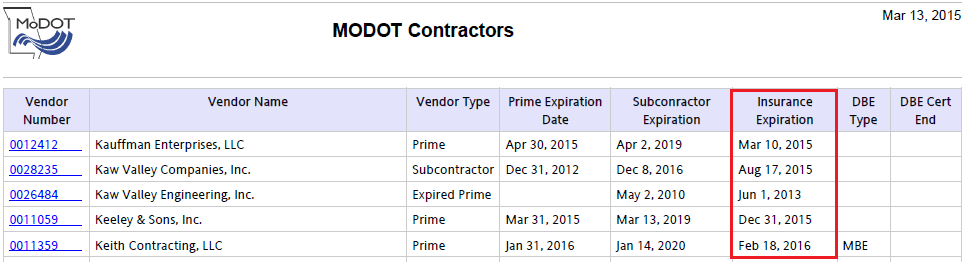 MoDOT
Mar 13, 2015
MODOT Contractors
Vendor Number Vendor Name Vendor Type Prime Expiration Date Subconractor Expiration Insurance Expiration DBE Type DBE Cert End
0012412 Kauffman Enterprises, LLC Prime Apr 30, 2015 Apr 2, 2019 Mar 10, 2015
0028235 Kaw Valley Companies, Inc. Subcontractor Dec 31, 2012 Dec 8, 2016 Aug 17, 2015
0026484 Kaw Valley Engineering, Inc. Expired Prime May 2, 2010 Jun 1, 2013
0011059 Keeley & Sons, Inc. Prime Mar 31, 2015 Mar 13, 2019 Dec 31, 2015
0011359 Keith Contracting, LLC Prime Jan 31, 2016 Jan 14, 2020 Feb 18, 2016 MBE